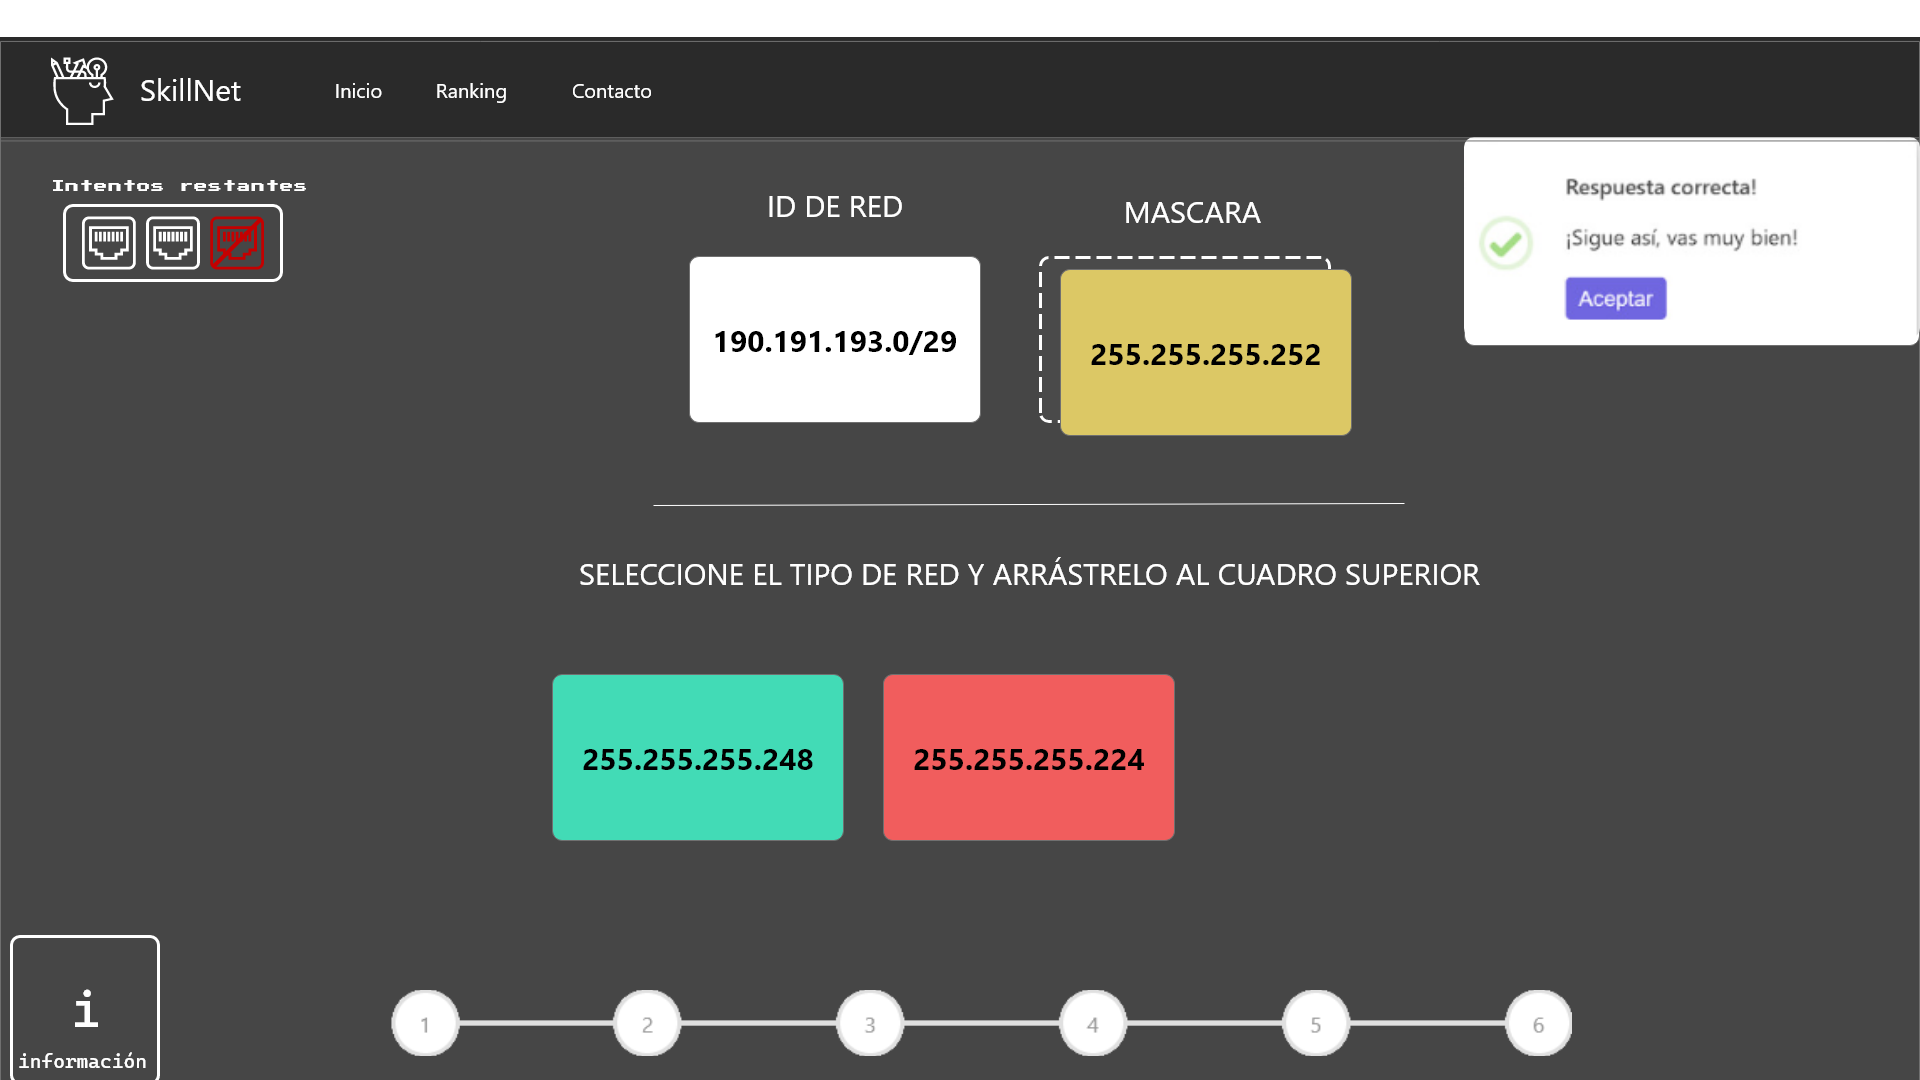 SkillNet
Inicio
Ranking
Contacto
Intentos restantes
ID DE RED
MASCARA
Respuesta correcta!
¡Sigue así, vas muy bien!
Aceptar
190.191.193.0/29
255.255.255.252
SELECCIONE EL TIPO DE RED Y ARRÁSTRELO AL CUADRO SUPERIOR
255.255.255.248
255.255.255.224
i
información
1
2
3
4
5
6